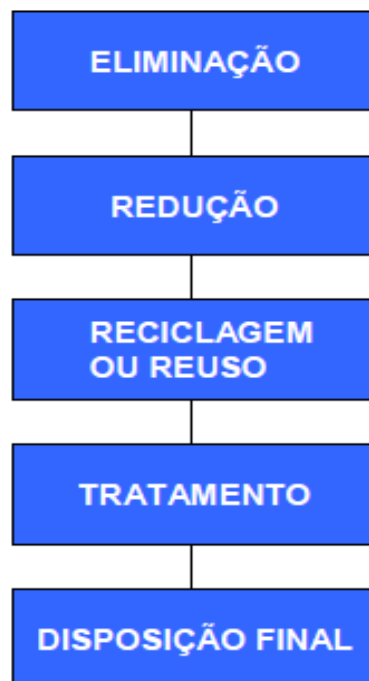 ELIMINAÇÃO
REDUÇÃO
RECICLAGEM
OU REUSO
TRATAMENTO
DISPOSIÇÃO FINAL